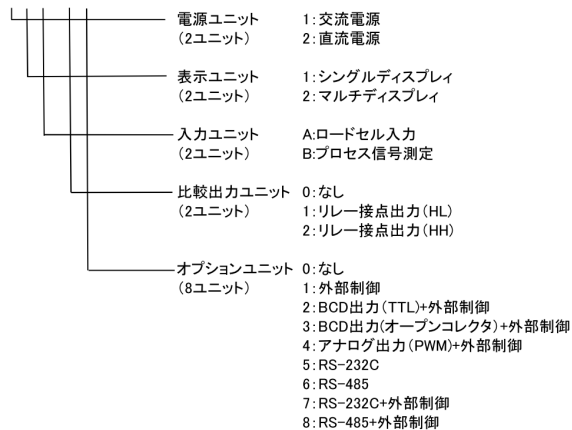 電源ユニット 1:交流電源
(2ユニット) 2:直流電源
表示ユニット 1:シングルディスプレィ
(2ユニット) 2:マルチディスプレィ
入力ユニット A:ロードセル入力
(2ユニット) B:プロセス信号測定
比較出力ユニット 0:なし
(2ユニット) 1:リレー接点出力(HL)
2:リレー接点出力(HH)
オプションユニット 0:なし
(8ユニット) 1:外部制御
2:BCD出力(TTL)+外部制御
3:BCD出力(オープンコレクタ)+外部制御
4:アナログ出力(PWM)+外部制御
5:RS-232C
6:RS-485
7:RS-232C+外部制御
8:RS-485+外部制御